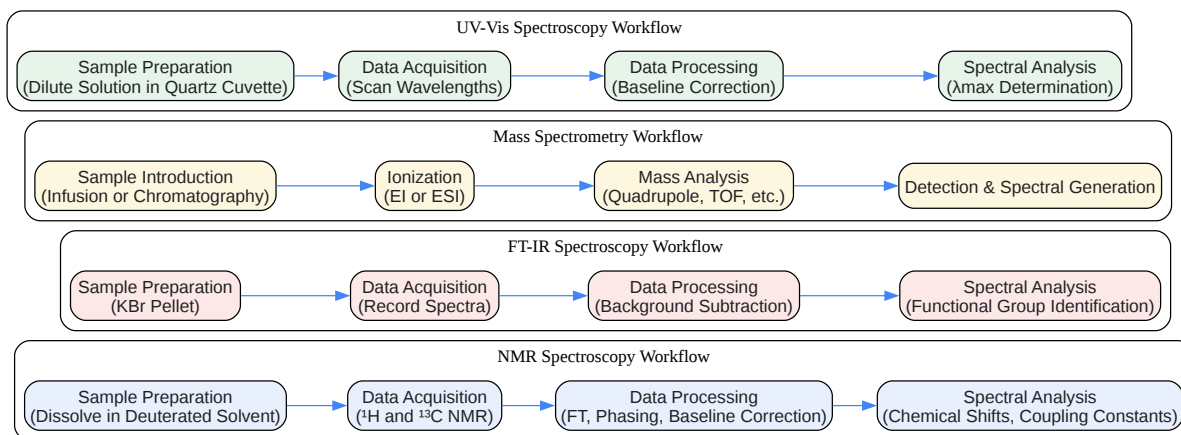 UV-Vis Spectroscopy Workflow
Sample Preparation
(Dilute Solution in Quartz Cuvette)
Data Acquisition
(Scan Wavelengths)
Data Processing
(Baseline Correction)
Spectral Analysis
(λmax Determination)
Mass Spectrometry Workflow
Sample Introduction
(Infusion or Chromatography)
Ionization
(EI or ESI)
Mass Analysis
(Quadrupole, TOF, etc.)
Detection & Spectral Generation
FT-IR Spectroscopy Workflow
Sample Preparation
(KBr Pellet)
Data Acquisition
(Record Spectra)
Data Processing
(Background Subtraction)
Spectral Analysis
(Functional Group Identification)
NMR Spectroscopy Workflow
Sample Preparation
(Dissolve in Deuterated Solvent)
Data Acquisition
(¹H and ¹³C NMR)
Data Processing
(FT, Phasing, Baseline Correction)
Spectral Analysis
(Chemical Shifts, Coupling Constants)